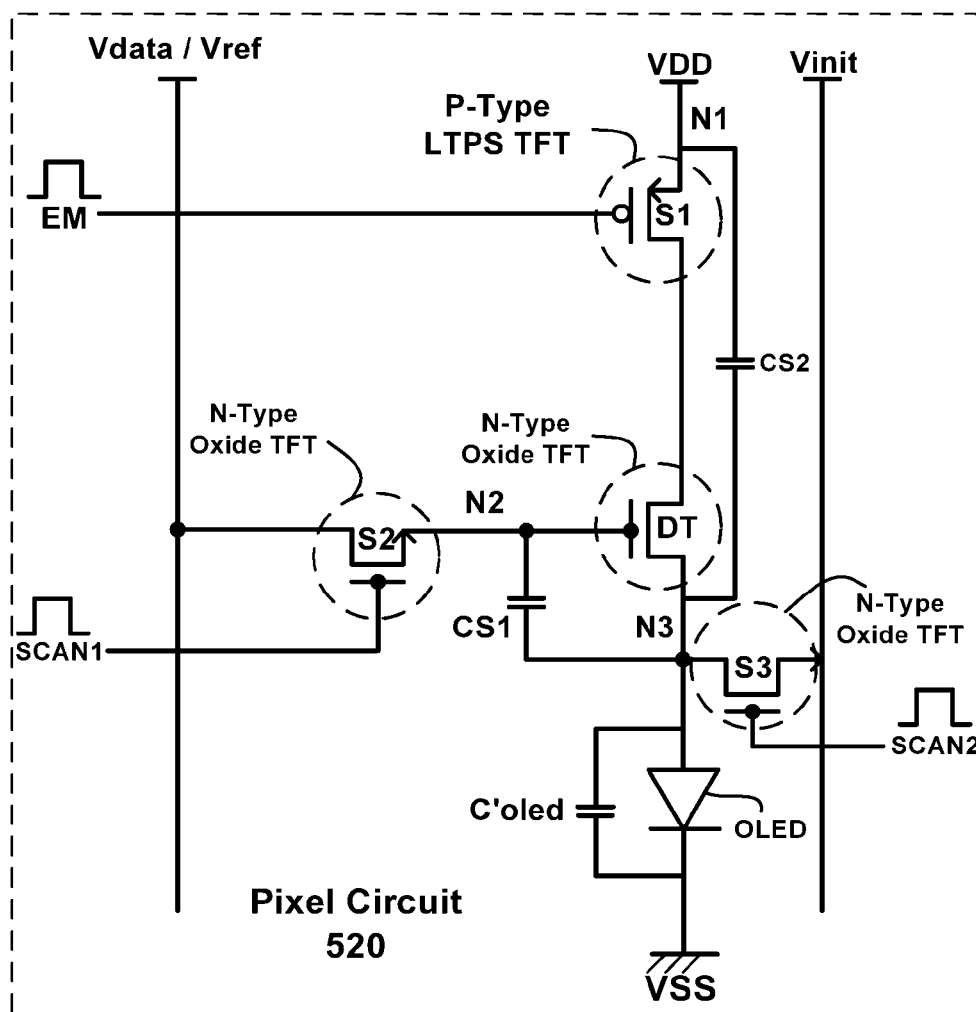 Vdata / Vref
VDD
Vinit
N1
P-Type
LTPS TFT
EM
S1
CS2
N-Type
Oxide TFT
N-Type
Oxide TFT
N2
S2
DT
CS1
N3
N-Type
Oxide TFT
SCAN1
S3
SCAN2
C'oled
OLED
Pixel Circuit
520
VSS